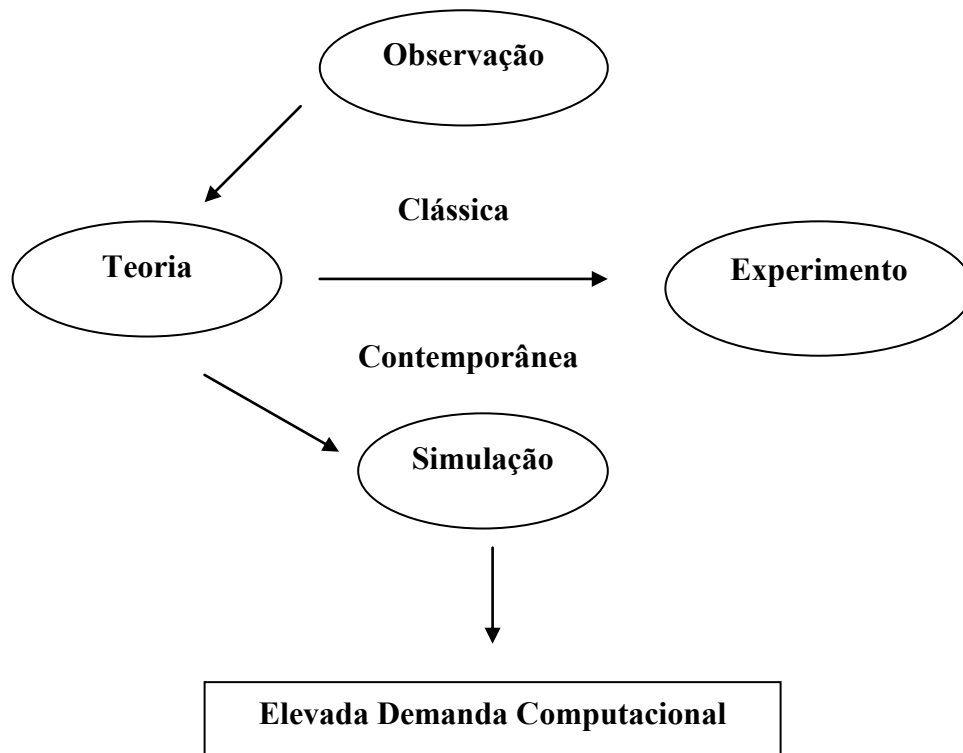 Observação
Clássica
Teoria
Experimento
Contemporânea
Simulação
Elevada Demanda Computacional